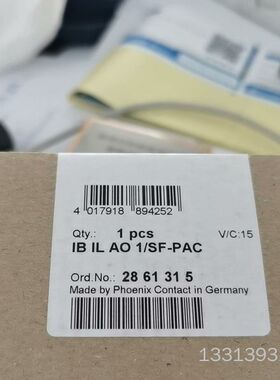 4 017918 894252
Qty.: 1 pcs V/C:15
IB IL AO 1/SF-PAC
Ord.No.: 28 61 31 5
Made by Phoenix Contact in Germany
1331393